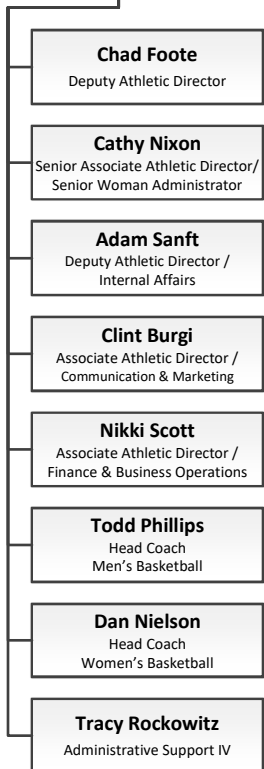 Chad Foote
Deputy Athletic Director
Cathy Nixon
Senior Associate Athletic Director/
Senior Woman Administrator
Adam Sanft
Deputy Athletic Director /
Internal Affairs
Clint Burgi
Associate Athletic Director /
Communication & Marketing
Nikki Scott
Associate Athletic Director /
Finance & Business Operations
Todd Phillips
Head Coach
Men’s Basketball
Dan Nielson
Head Coach
Women’s Basketball
Tracy Rockowitz
Administrative Support IV